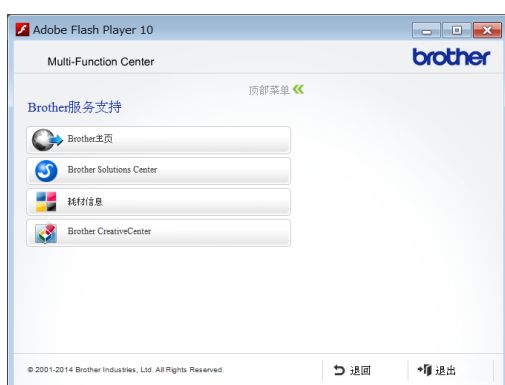 Adobe Flash Player 10
Multi-Function Center
brother
顶部菜单
Brother服务支持
Brother主页
Brother Solutions Center
耗材信息
Brother CreativeCenter
© 2001-2014 Brother Industries, Ltd. All Rights Reserved.
退回
退出